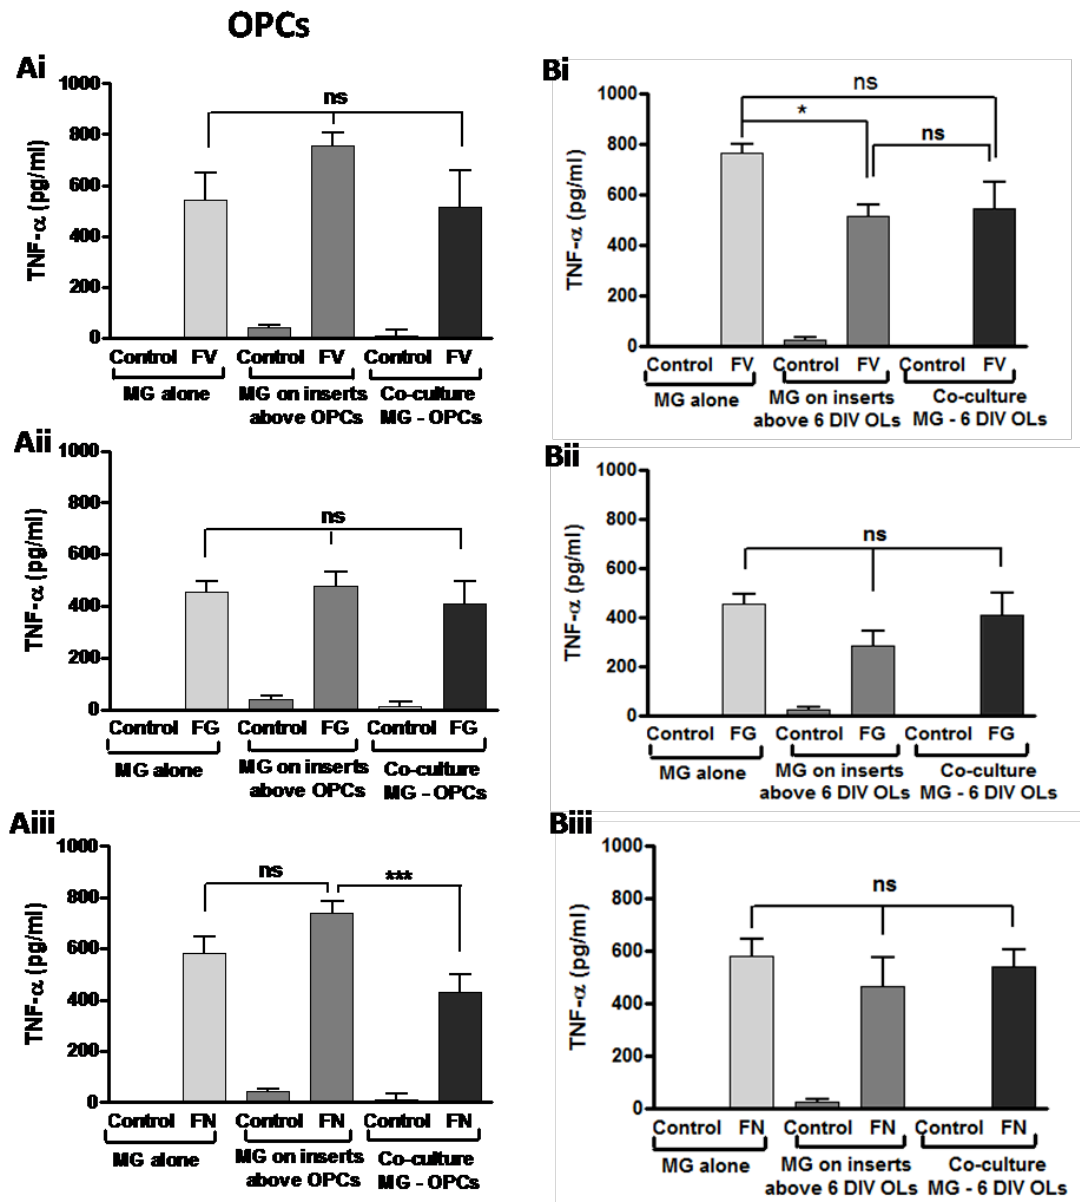 OPCs
Ai
1000
800
600
400
200
0
TNF-α (pg/ml)
ns
Control FV Control FV Control FV
MG alone
MG on inserts
above OPCs
Co-culture
MG - OPCs
Bi
1000
800
600
400
200
0
TNF-α (pg/ml)
ns
*
ns
Control FV Control FV Control FV
MG alone
MG on inserts
above 6 DIV OLs
Co-culture
MG - 6 DIV OLs
Aii
1000
800
600
400
200
0
TNF-α (pg/ml)
ns
Control FG Control FG Control FG
MG alone
MG on inserts
above OPCs
Co-culture
MG - OPCs
Bii
1000
800
600
400
200
0
TNF-α (pg/ml)
ns
Control FG Control FG Control FG
MG alone
MG on inserts
above 6 DIV OLs
Co-culture
MG - 6 DIV OLs
Aiii
1000
800
600
400
200
0
TNF-α (pg/ml)
ns
***
Control FN Control FN Control FN
MG alone
MG on inserts
above OPCs
Co-culture
MG - OPCs
Biii
1000
800
600
400
200
0
TNF-α (pg/ml)
ns
Control FN Control FN Control FN
MG alone
MG on inserts
above 6 DIV OLs
Co-culture
MG - 6 DIV OLs